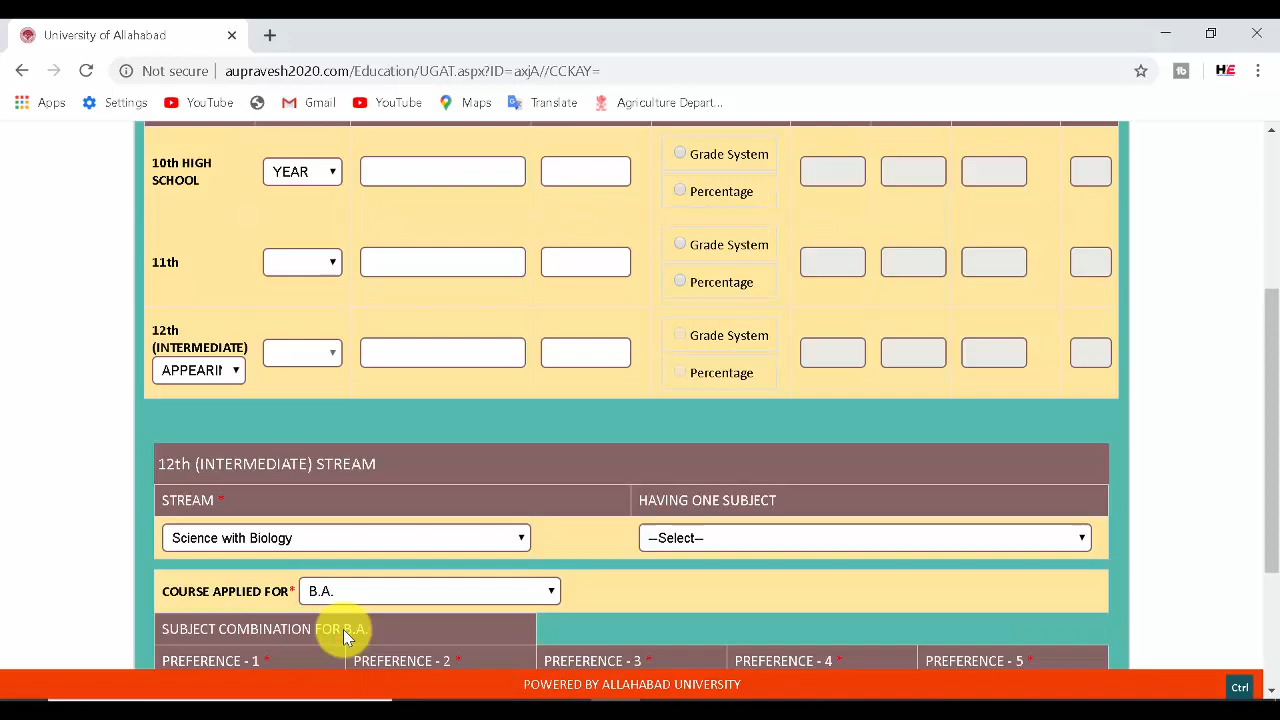 University of Allahabad
Not secure
aupravesh2020.com/Education/UGAT.aspx?ID=axjA//CCKAY=
Apps Settings YouTube Gmail YouTube Maps Translate Agriculture Depart...
10th HIGH SCHOOL
YEAR
Grade System
Percentage
11th
Grade System
Percentage
12th (INTERMEDIATE)
APPEARIN
Grade System
Percentage
12th (INTERMEDIATE) STREAM
STREAM * HAVING ONE SUBJECT
Science with Biology --Select--
COURSE APPLIED FOR* B.A.
SUBJECT COMBINATION FOR B.A.
PREFERENCE - 1 * PREFERENCE - 2 * PREFERENCE - 3 * PREFERENCE - 4 * PREFERENCE - 5 *
POWERED BY ALLAHABAD UNIVERSITY
Ctrl